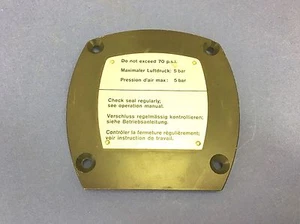 Do not exceed 70 p.s.i.
Maximaler Luftdruck: 5 bar
Pression d'air max: 5 bar
Check seal regularly,
see operation manual.
Verschluss regelmässig kontrollieren;
siehe Betriebsanleitung.
Contrôler la fermeture régulièrement;
voir instruction de travail.